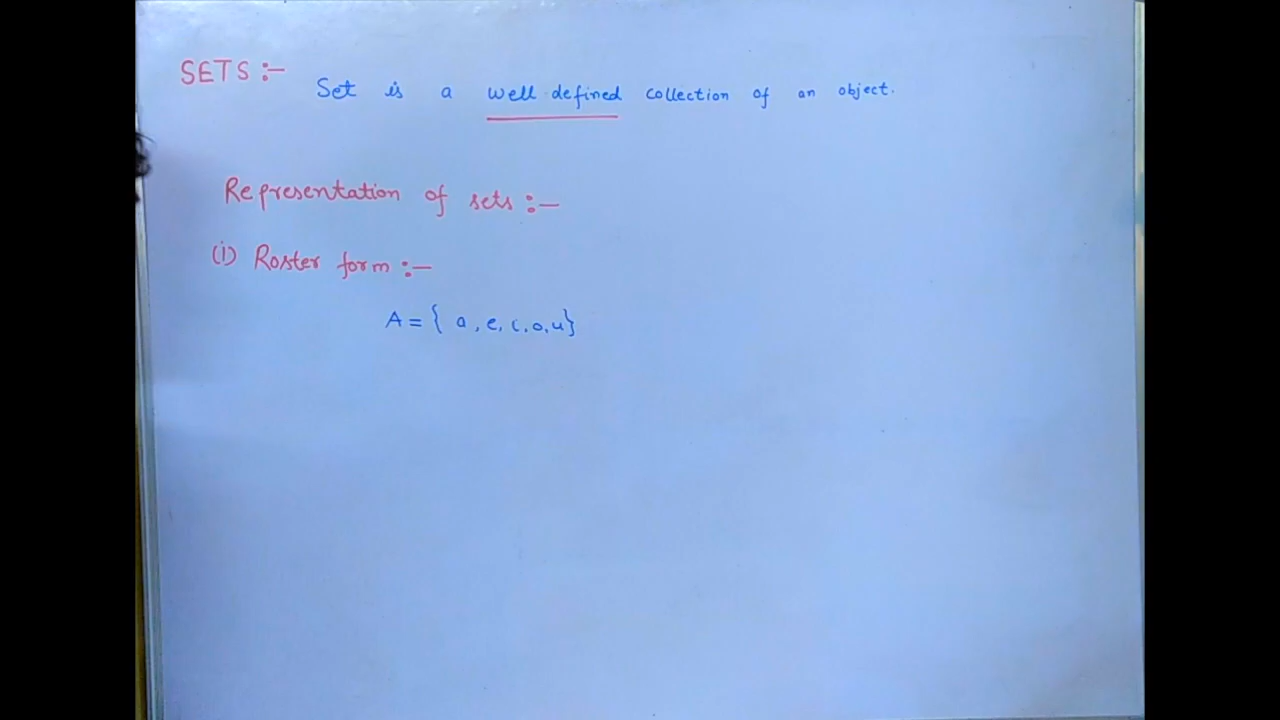 SETS :-
Set is a well defined collection of an object.
Representation of sets :-
(i) Roster form :-
A = { a, e, i, o, u}